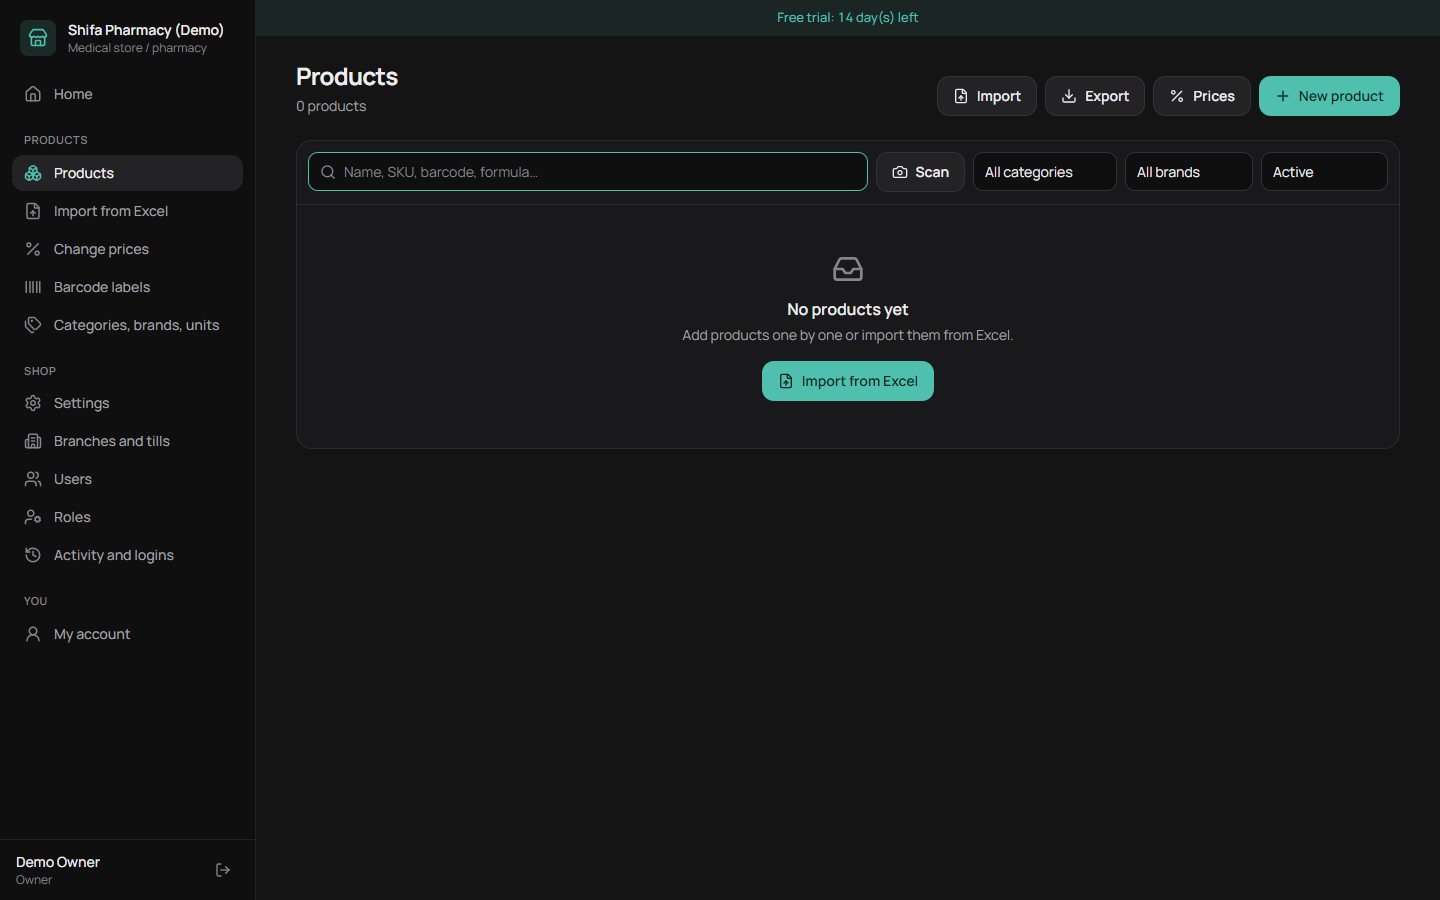 Shifa Pharmacy (Demo)
Medical store / pharmacy
Home
PRODUCTS
Products
Import from Excel
Change prices
Barcode labels
Categories, brands, units
SHOP
Settings
Branches and tills
Users
Roles
Activity and logins
YOU
My account
Demo Owner
Owner
Free trial: 14 day(s) left
Products
0 products
Import
Export
Prices
New product
Name, SKU, barcode, formula...
Scan
All categories
All brands
Active
No products yet
Add products one by one or import them from Excel.
Import from Excel